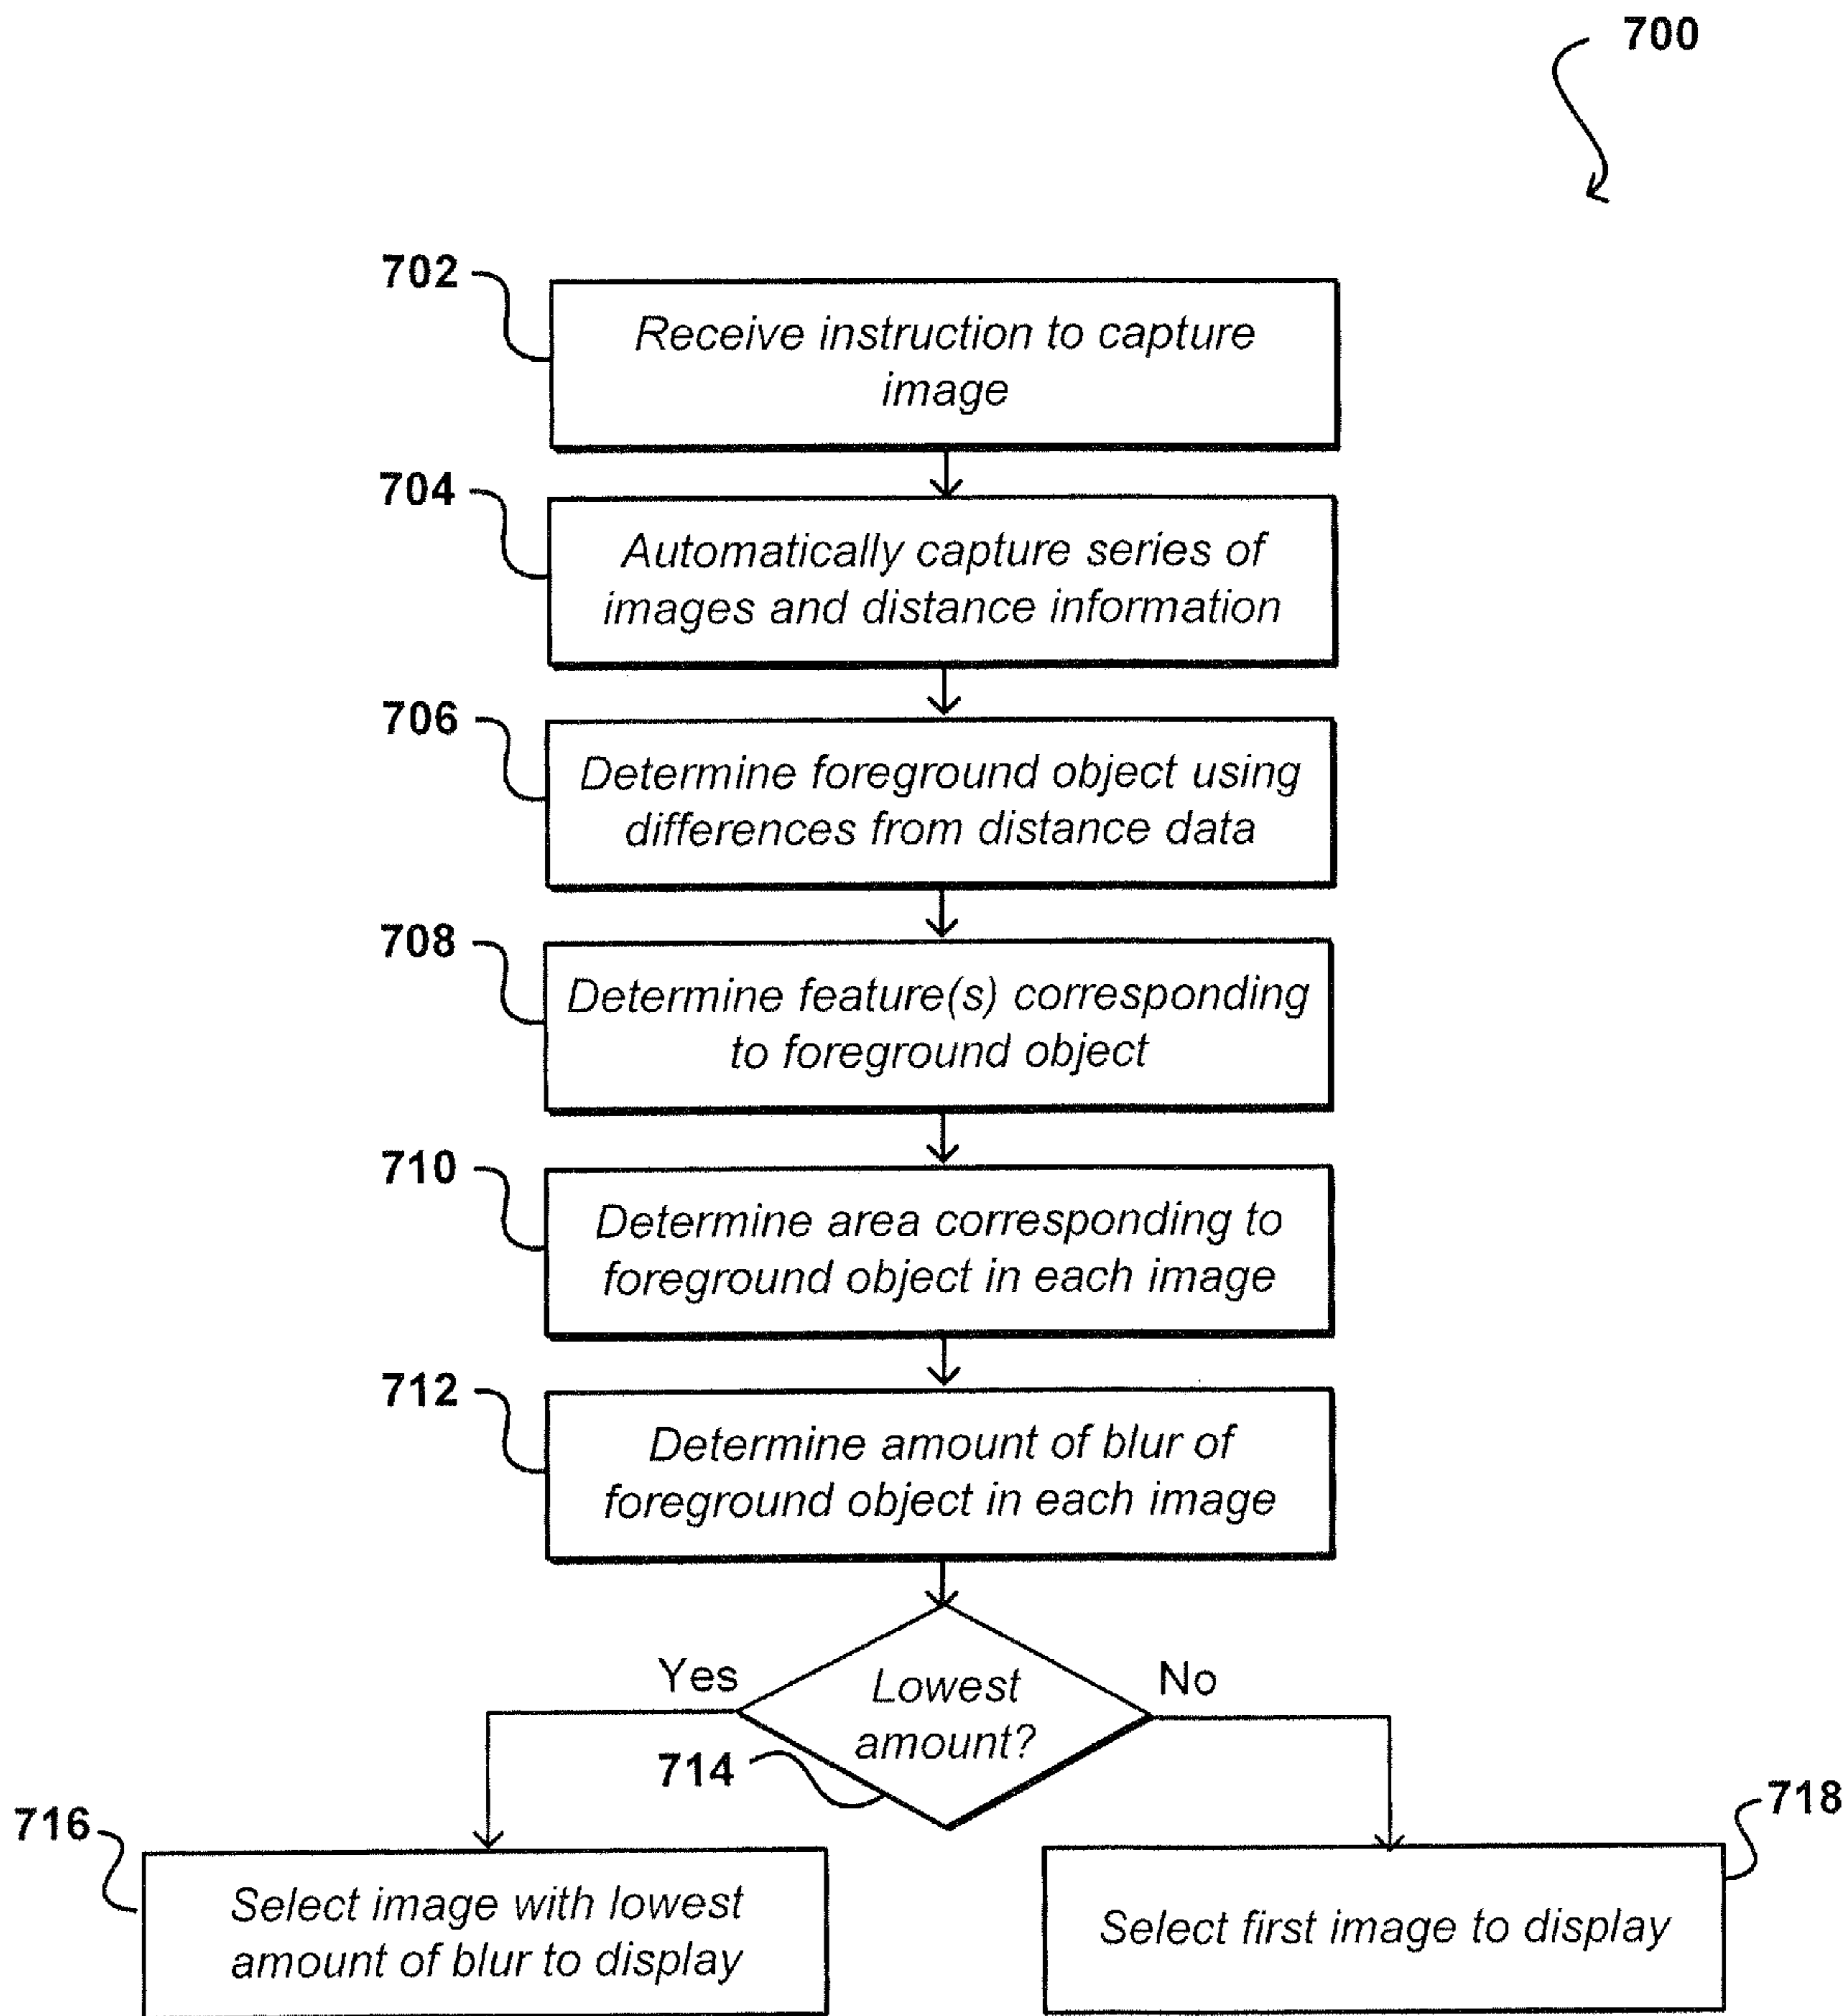 700
702
Receive instruction to capture
image
704
Automatically capture series of
images and distance information
706
Determine foreground object using
differences from distance data
708
Determine feature(s) corresponding
to foreground object
710
Determine area corresponding to
foreground object in each image
712
Determine amount of blur of
foreground object in each image
Yes
No
Lowest
amount?
714
716
Select image with lowest
amount of blur to display
718
Select first image to display